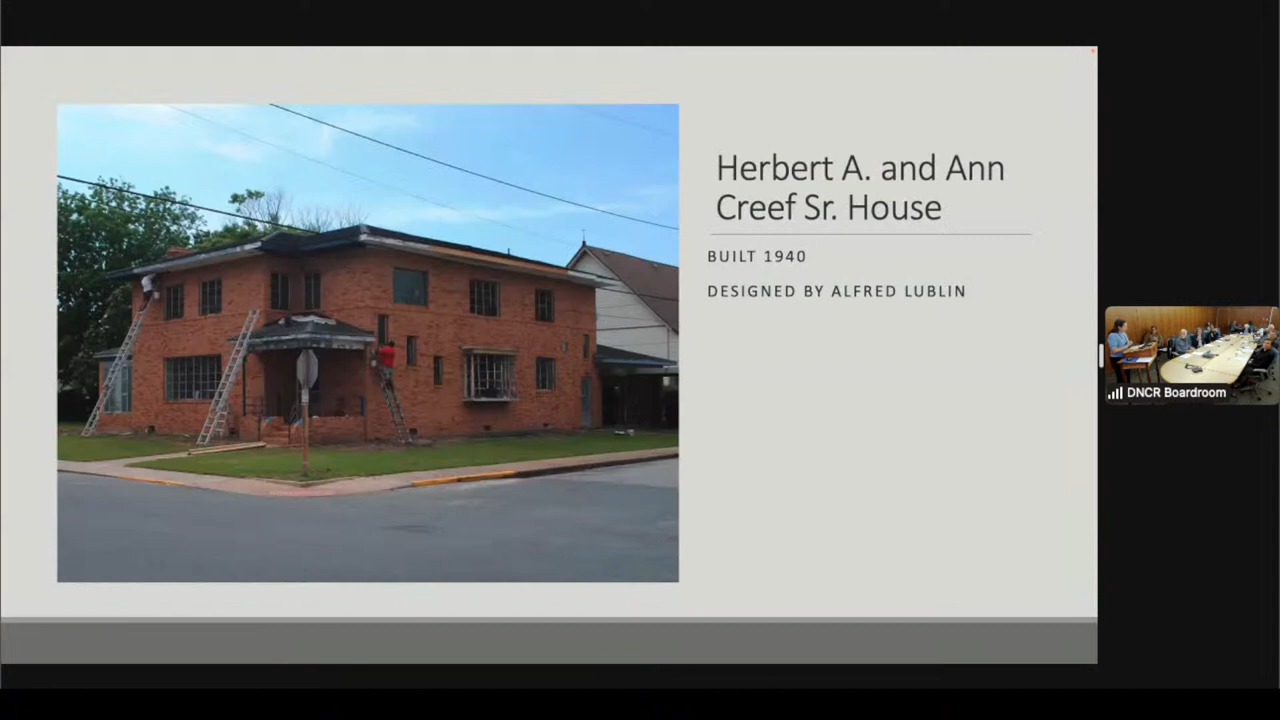 Herbert A. and Ann
Creef Sr. House
BUILT 1940
DESIGNED BY ALFRED LUBLIN
DNCR Boardroom